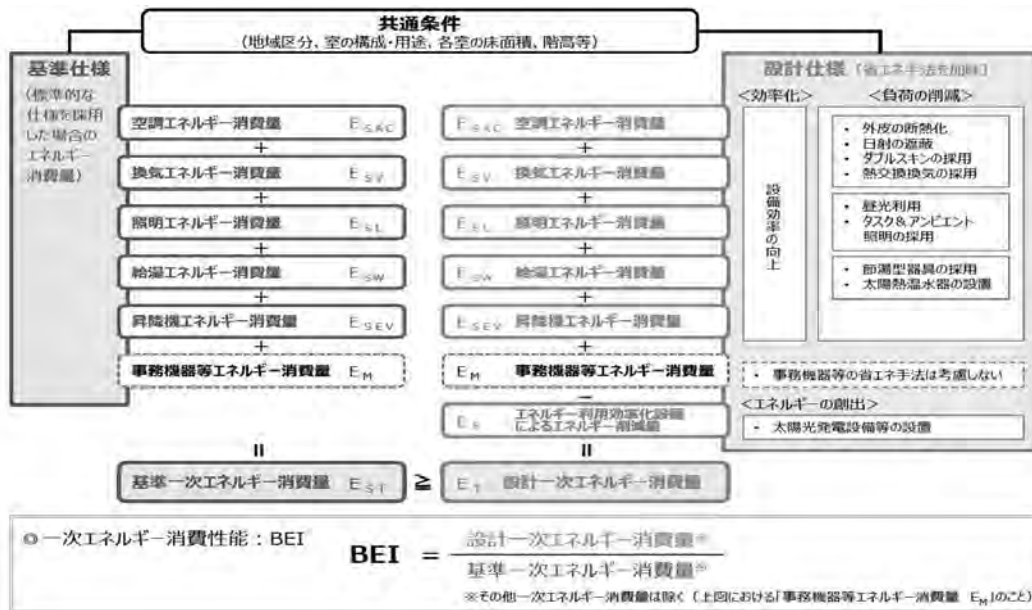 共通条件
(地域区分、室の構成・用途、各室の床面積、階高等)
基準仕様
(標準的な
仕様を採用
した場合の
エネルギー
消費量)
空調エネルギー消費量 E SAC
+
換気エネルギー消費量 E SV
+
照明エネルギー消費量 E SL
+
給湯エネルギー消費量 E SW
+
昇降機エネルギー消費量 E SEV
+
事務機器等エネルギー消費量 E M
=
基準一次エネルギー消費量 E ST
≧
E SAC 空調エネルギー消費量
+
E SV 換気エネルギー消費量
+
E SL 照明エネルギー消費量
+
E SW 給湯エネルギー消費量
+
E SEV 昇降機エネルギー消費量
+
E M 事務機器等エネルギー消費量
−
E S エネルギー利用効率化設備
によるエネルギー削減量
=
E T 設計一次エネルギー消費量
設計仕様(省エネ手法を加味)
<効率化>
設備効率の向上
<負荷の削減>
・ 外皮の断熱化
・ 日射の遮蔽
・ ダブルスキンの採用
・ 熱交換換気の採用
・ 昼光利用
・ タスク&アンビエント
照明の採用
・ 節湯型器具の採用
・ 太陽熱温水器の設置
・ 事務機器等の省エネ手法は考慮しない
<エネルギーの創出>
・ 太陽光発電設備等の設置
◎一次エネルギー消費性能:BEI
BEI =
設計一次エネルギー消費量※
基準一次エネルギー消費量※
※その他一次エネルギー消費量は除く(上図における「事務機器等エネルギー消費量 E M」のこと)